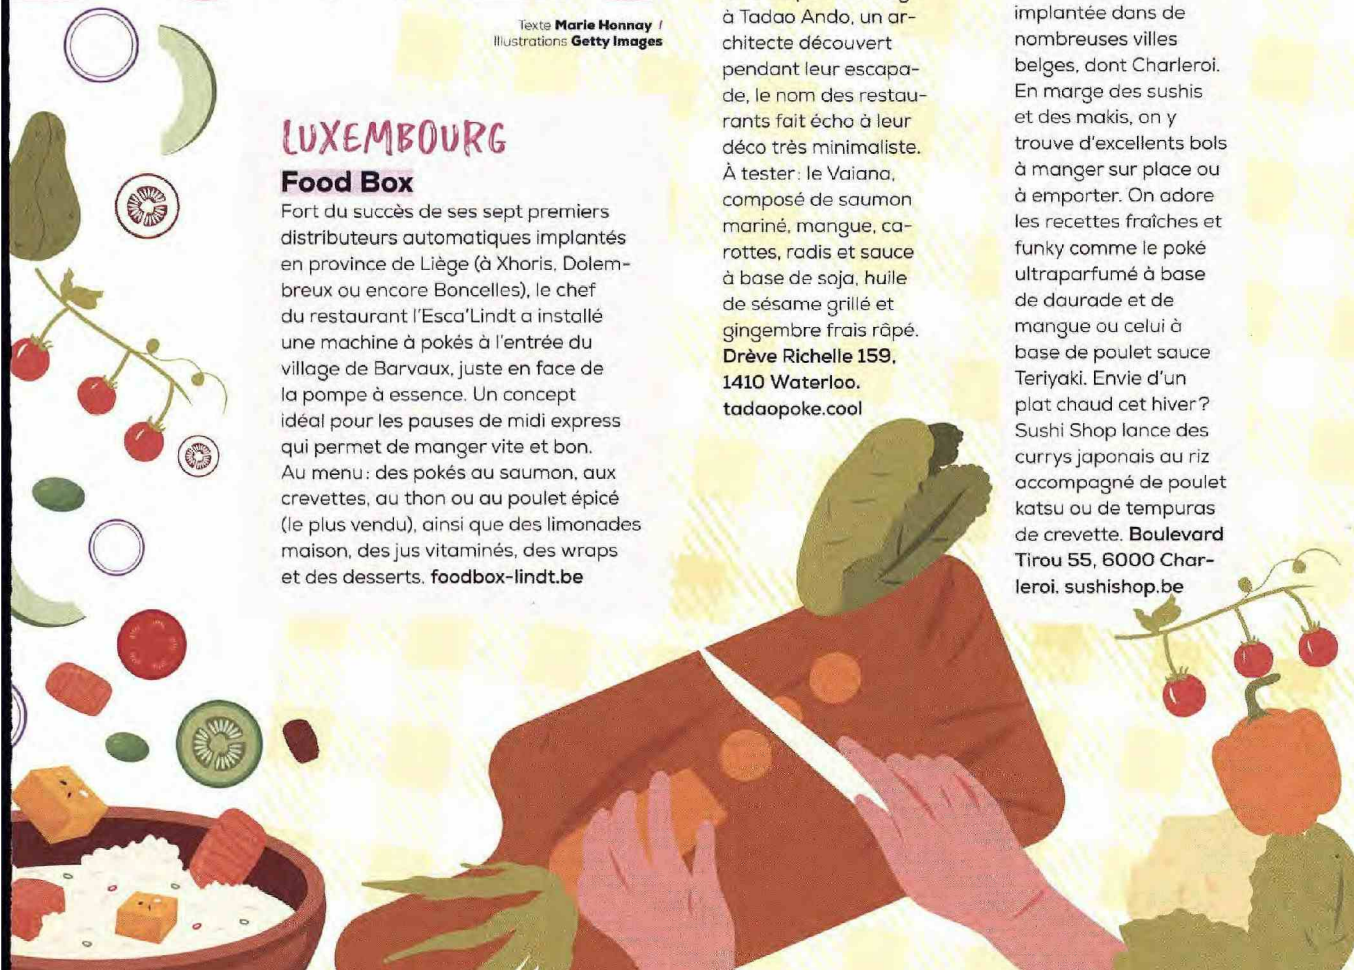 Texte Marie Honnay /
Illustrations Getty Images
LUXEMBOURG
Food Box
Fort du succès de ses sept premiers
distributeurs automatiques implantés
en province de Liège (à Xhoris, Dolem-
breux ou encore Boncelles), le chef
du restaurant l'Esca'Lindt a installé
une machine à pokés à l'entrée du
village de Barvaux, juste en face de
la pompe à essence. Un concept
idéal pour les pauses de midi express
qui permet de manger vite et bon.
Au menu : des pokés au saumon, aux
crevettes, au thon ou au poulet épicé
(le plus vendu), ainsi que des limonades
maison, des jus vitaminés, des wraps
et des desserts. foodbox-lindt.be
à Tadao Ando, un ar-
chitecte découvert
pendant leur escapa-
de, le nom des restau-
rants fait écho à leur
déco très minimaliste.
À tester : le Vaiana,
composé de saumon
mariné, mangue, ca-
rottes, radis et sauce
à base de soja, huile
de sésame grillé et
gingembre frais râpé.
Drève Richelle 159,
1410 Waterloo.
tadaopoke.cool
implantée dans de
nombreuses villes
belges, dont Charleroi.
En marge des sushis
et des makis, on y
trouve d'excellents bols
à manger sur place ou
à emporter. On adore
les recettes fraîches et
funky comme le poké
ultraparfumé à base
de daurade et de
mangue ou celui à
base de poulet sauce
Teriyaki. Envie d'un
plat chaud cet hiver ?
Sushi Shop lance des
currys japonais au riz
accompagné de poulet
katsu ou de tempuras
de crevette. Boulevard
Tirou 55, 6000 Char-
leroi. sushishop.be